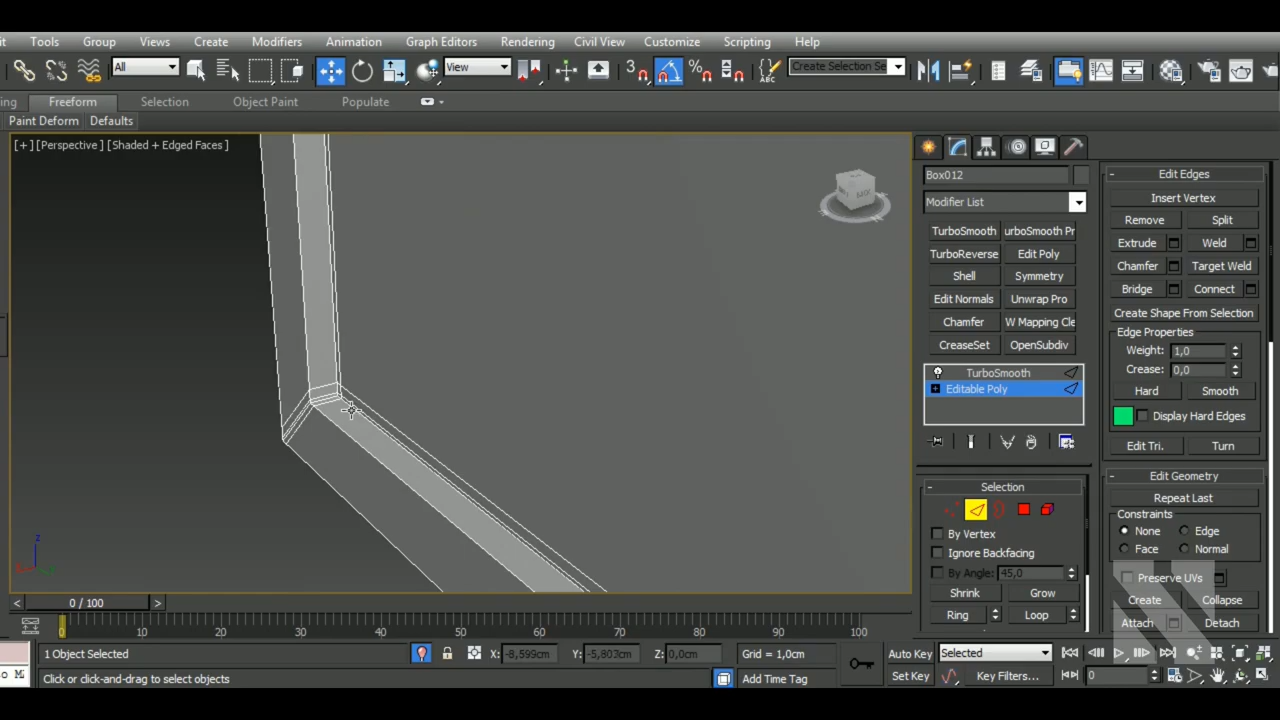 Tools Group Views Create Modifiers Animation Graph Editors Rendering Civil View Customize Scripting Help
All View 3 % ABC Create Selection Se
Freeform Selection Object Paint Populate
Paint Deform Defaults
[+][Perspective][Shaded + Edged Faces]
Box012
Modifier List
TurboSmooth urboSmooth Pr
TurboReverse Edit Poly
Shell Symmetry
Edit Normals Unwrap Pro
Chamfer W Mapping Cle
CreaseSet OpenSubdiv
TurboSmooth
Editable Poly
Selection
By Vertex
Ignore Backfacing
By Angle: 45,0
Shrink Grow
Ring Loop
Edit Edges
Insert Vertex
Remove Split
Extrude Weld
Chamfer Target Weld
Bridge Connect
Create Shape From Selection
Edge Properties
Weight: 1,0
Crease: 0,0
Hard Smooth
Display Hard Edges
Edit Tri. Turn
Edit Geometry
Repeat Last
Constraints
None Edge
Face Normal
Preserve UVs
Create Collapse
Attach Detach
z
< 0 / 100 >
0 10 20 30 40 50 60 70 80 90 100
1 Object Selected X: -8,599cm Y: -5,803cm Z: 0,0cm Grid = 1,0cm Auto Key Selected
Click or click-and-drag to select objects Add Time Tag Set Key Key Filters... 0